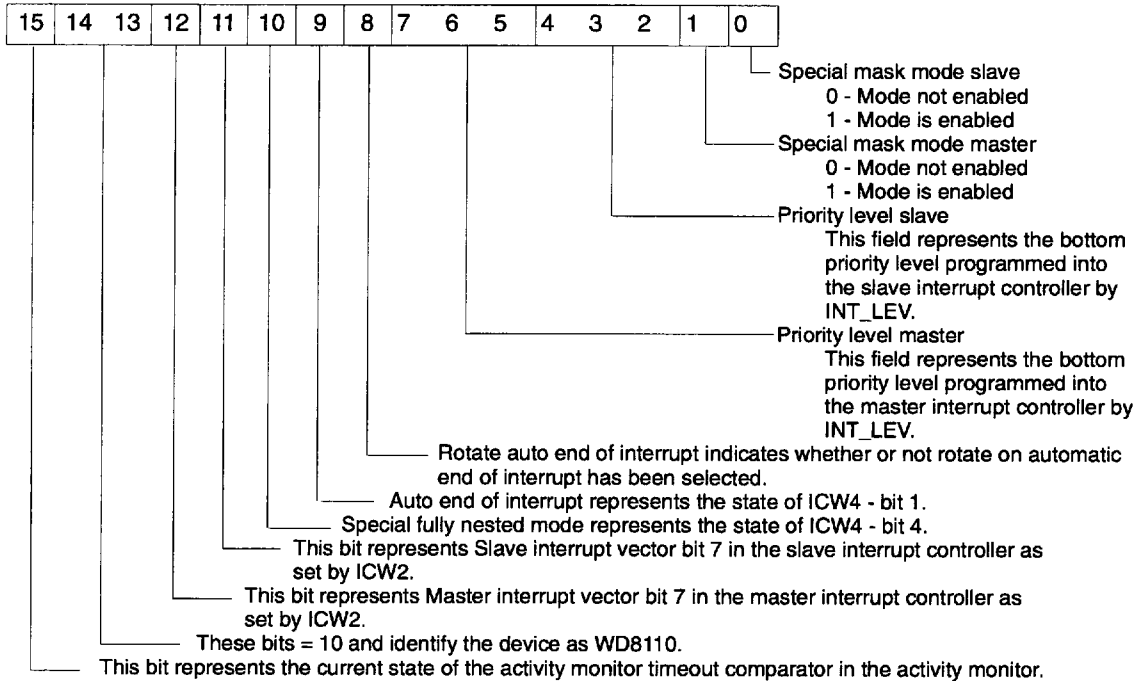 15 14 13 12 11 10 9 8 7 6 5 4 3 2 1 0
Special mask mode slave
0 - Mode not enabled
1 - Mode is enabled
Special mask mode master
0 - Mode not enabled
1 - Mode is enabled
Priority level slave
This field represents the bottom
priority level programmed into
the slave interrupt controller by
INT_LEV.
Priority level master
This field represents the bottom
priority level programmed into
the master interrupt controller by
INT_LEV.
Rotate auto end of interrupt indicates whether or not rotate on automatic
end of interrupt has been selected.
Auto end of interrupt represents the state of ICW4 - bit 1.
Special fully nested mode represents the state of ICW4 - bit 4.
This bit represents Slave interrupt vector bit 7 in the slave interrupt controller as
set by ICW2.
This bit represents Master interrupt vector bit 7 in the master interrupt controller as
set by ICW2.
These bits = 10 and identify the device as WD8110.
This bit represents the current state of the activity monitor timeout comparator in the activity monitor.